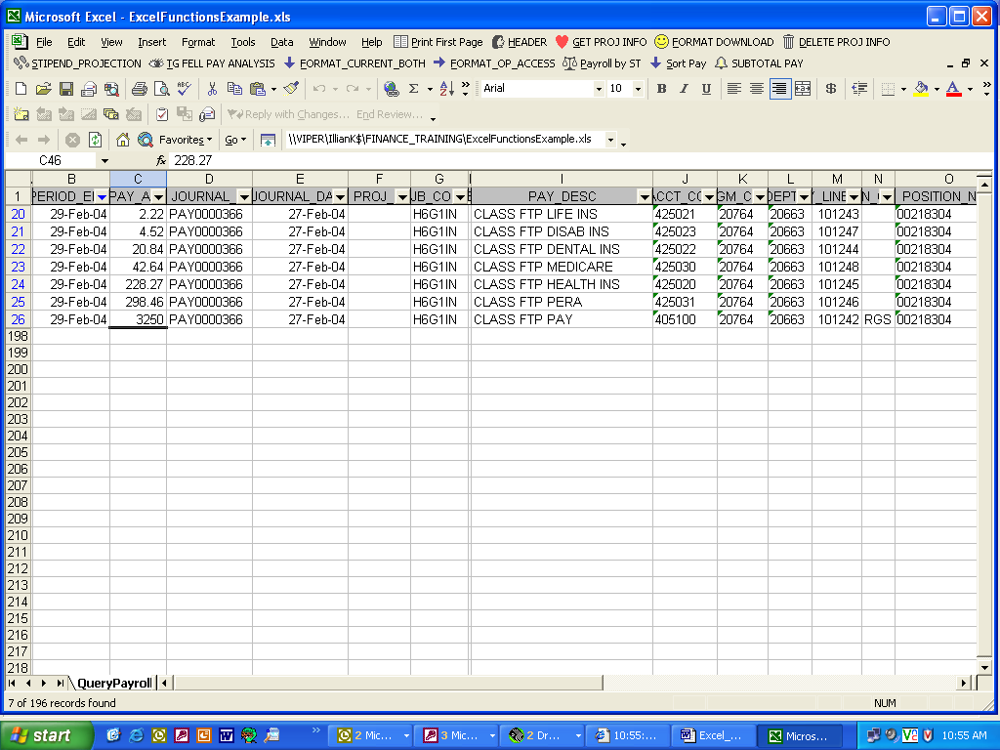 Microsoft Excel - ExcelFunctionsExample.xls
File Edit View Insert Format Tools Data Window Help Print First Page HEADER GET PROJ INFO FORMAT DOWNLOAD DELETE PROJ INFO
STIPEND_PROJECTION TG FELL PAY ANALYSIS FORMAT_CURRENT_BOTH FORMAT_OP_ACCESS Payroll by ST Sort Pay SUBTOTAL PAY
Arial 10 B I U $
Reply with Changes... End Review...
Favorites Go \\VIPER\IllianK$\FINANCE_TRAINING\ExcelFunctionsExample.xls
C46 fx 228.27
B C D E F G I J K L M N O
1 PERIOD_E PAY_A JOURNAL_ JOURNAL_DA PROJ_ JB_CO PAY_DESC ACCT_CC GM_C DEPT Y_LINE N_ POSITION_N
20 29-Feb-04 2.22 PAY0000366 27-Feb-04 H6G1IN CLASS FTP LIFE INS 425021 20764 20663 101243 00218304
21 29-Feb-04 4.52 PAY0000366 27-Feb-04 H6G1IN CLASS FTP DISAB INS 425023 20764 20663 101247 00218304
22 29-Feb-04 20.84 PAY0000366 27-Feb-04 H6G1IN CLASS FTP DENTAL INS 425022 20764 20663 101244 00218304
23 29-Feb-04 42.64 PAY0000366 27-Feb-04 H6G1IN CLASS FTP MEDICARE 425030 20764 20663 101248 00218304
24 29-Feb-04 228.27 PAY0000366 27-Feb-04 H6G1IN CLASS FTP HEALTH INS 425020 20764 20663 101245 00218304
25 29-Feb-04 298.46 PAY0000366 27-Feb-04 H6G1IN CLASS FTP PERA 425031 20764 20663 101246 00218304
26 29-Feb-04 3250 PAY0000366 27-Feb-04 H6G1IN CLASS FTP PAY 405100 20764 20663 101242 RGS 00218304
198
199
200
201
202
203
204
205
206
207
208
209
210
211
212
213
214
215
216
217
218
QueryPayroll
7 of 196 records found NUM
start 2 Mic... 3 Mic... 2 Dr... 10:55:... Excel_... Micros... 10:55 AM